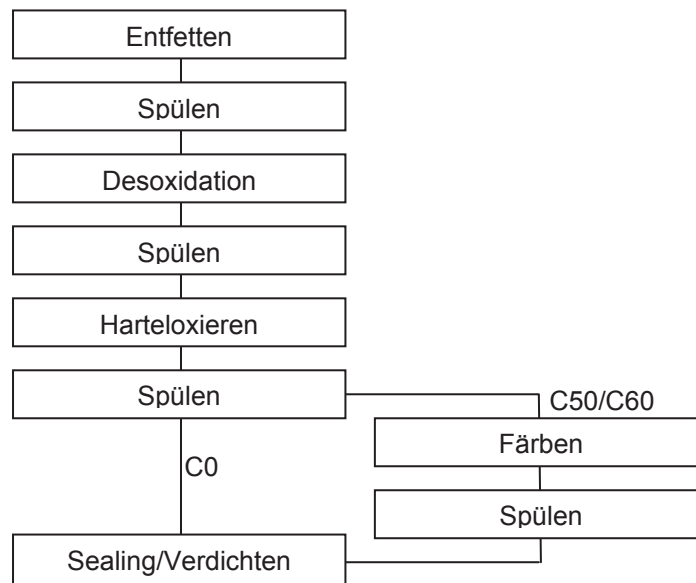 Entfetten
Spülen
Desoxidation
Spülen
Harteloxieren
Spülen
C50/C60
Färben
C0
Spülen
Sealing/Verdichten